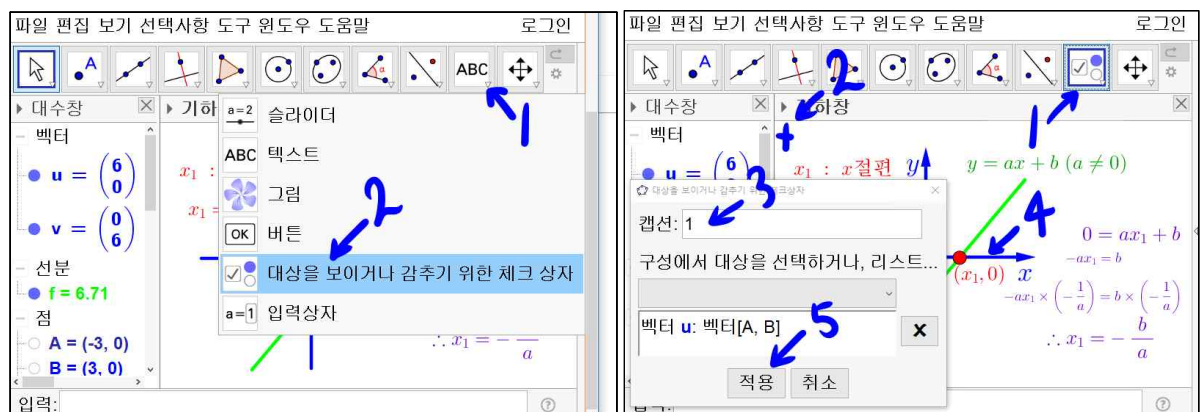 파일 편집 보기 선택사항 도구 윈도우 도움말 로그인
A
α
ABC
1
▸ 대수창
▸ 기하
벡터
u = (6 0)
v = (0 6)
선분
f = 6.71
점
A = (-3, 0)
B = (3, 0)
x₁ :
x₁ =
a=2 슬라이더
ABC 텍스트
그림
2
OK 버튼
대상을 보이거나 감추기 위한 체크 상자
a=1 입력상자
∴ x₁ = − a
입력:
파일 편집 보기 선택사항 도구 윈도우 도움말 로그인
A
α
1
2
▸ 대수창
▸ 하창
벡터
u = (6 0)
x₁ : x절편
y
y = ax + b (a ≠ 0)
대상을 보이거나 감추기 위한 체크상자
캡션: 1
3
구성에서 대상을 선택하거나, 리스트...
벡터 u: 벡터[A, B]
5
적용 취소
4
(x₁, 0) x
0 = ax₁ + b
−ax₁ = b
−ax₁ × (−1/a) = b × (−1/a)
∴ x₁ = − b/a